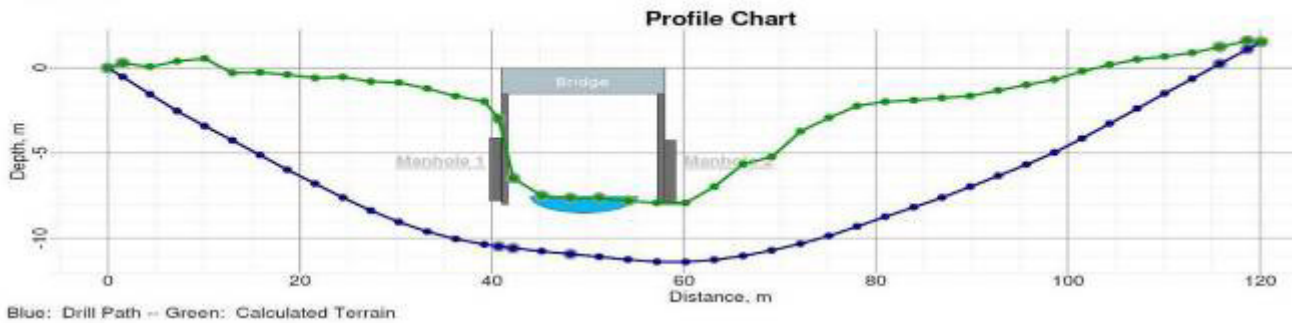 Profile Chart
Depth, m
0
-5
-10
Bridge
Manhole 1
Manhole 2
0 20 40 60 80 100 120
Distance, m
Blue: Drill Path -- Green: Calculated Terrain